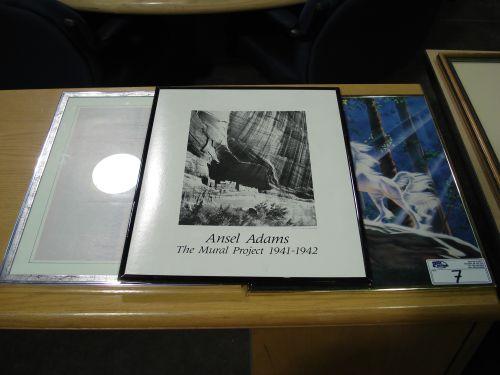 Ansel Adams
The Mural Project 1941-1942
7